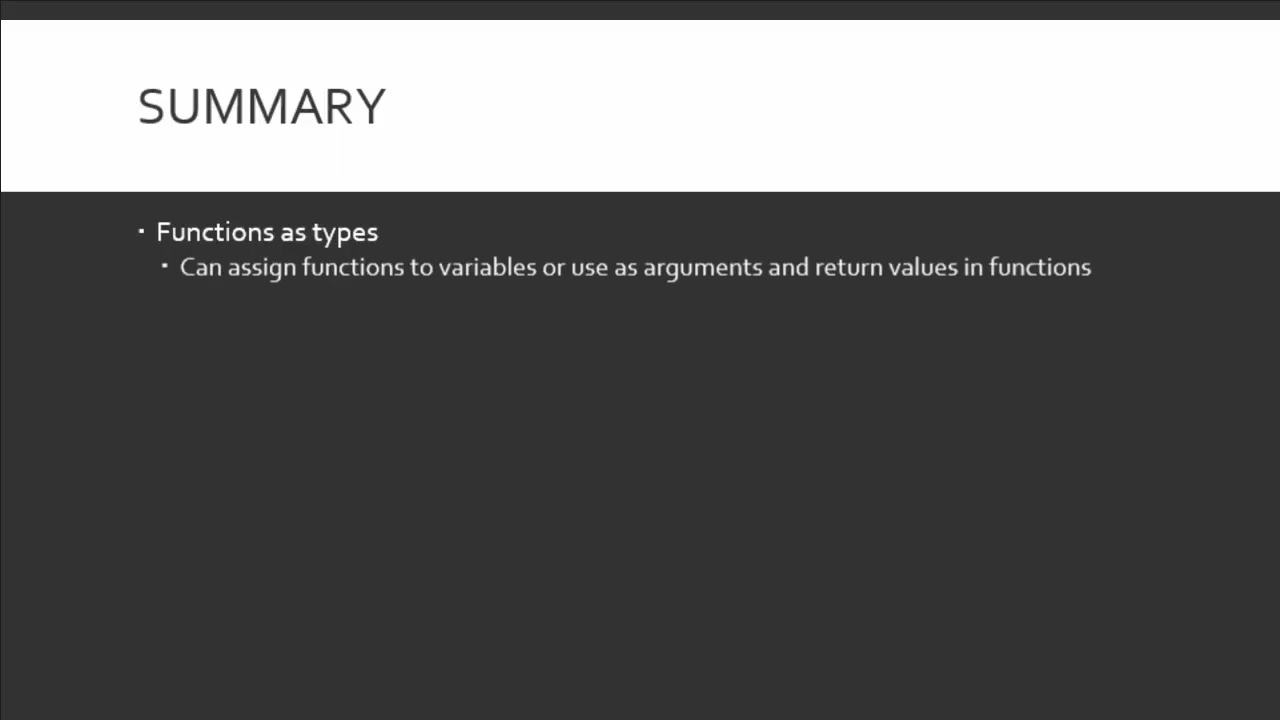 SUMMARY
▪ Functions as types
▪ Can assign functions to variables or use as arguments and return values in functions